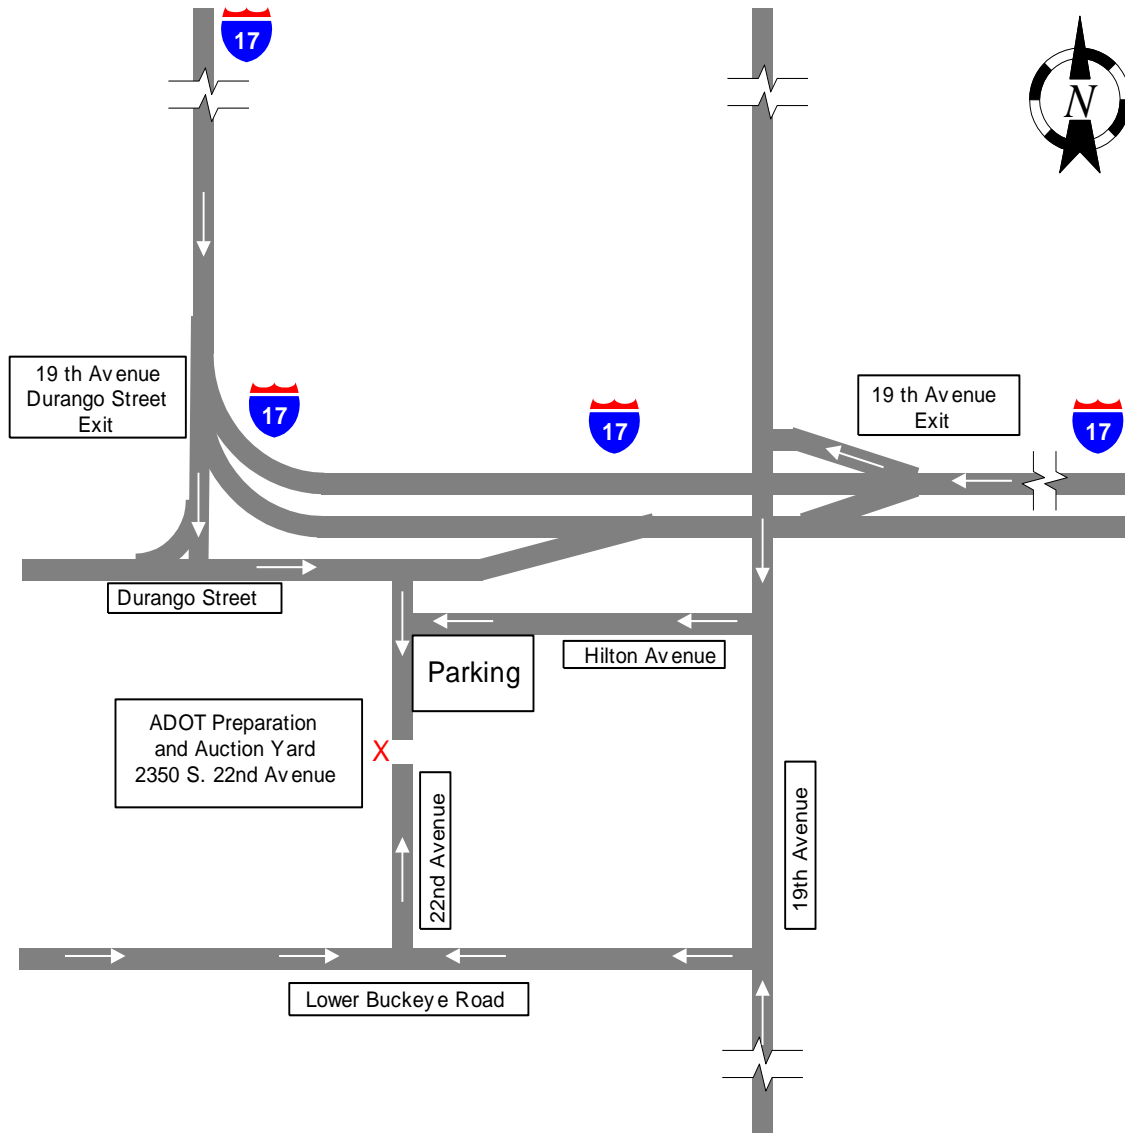 17
N
19 th Avenue
Durango Street
Exit
17
17
19 th Avenue
Exit
17
Durango Street
Hilton Avenue
Parking
ADOT Preparation
and Auction Yard
2350 S. 22nd Avenue
X
22nd Avenue
19th Avenue
Lower Buckeye Road